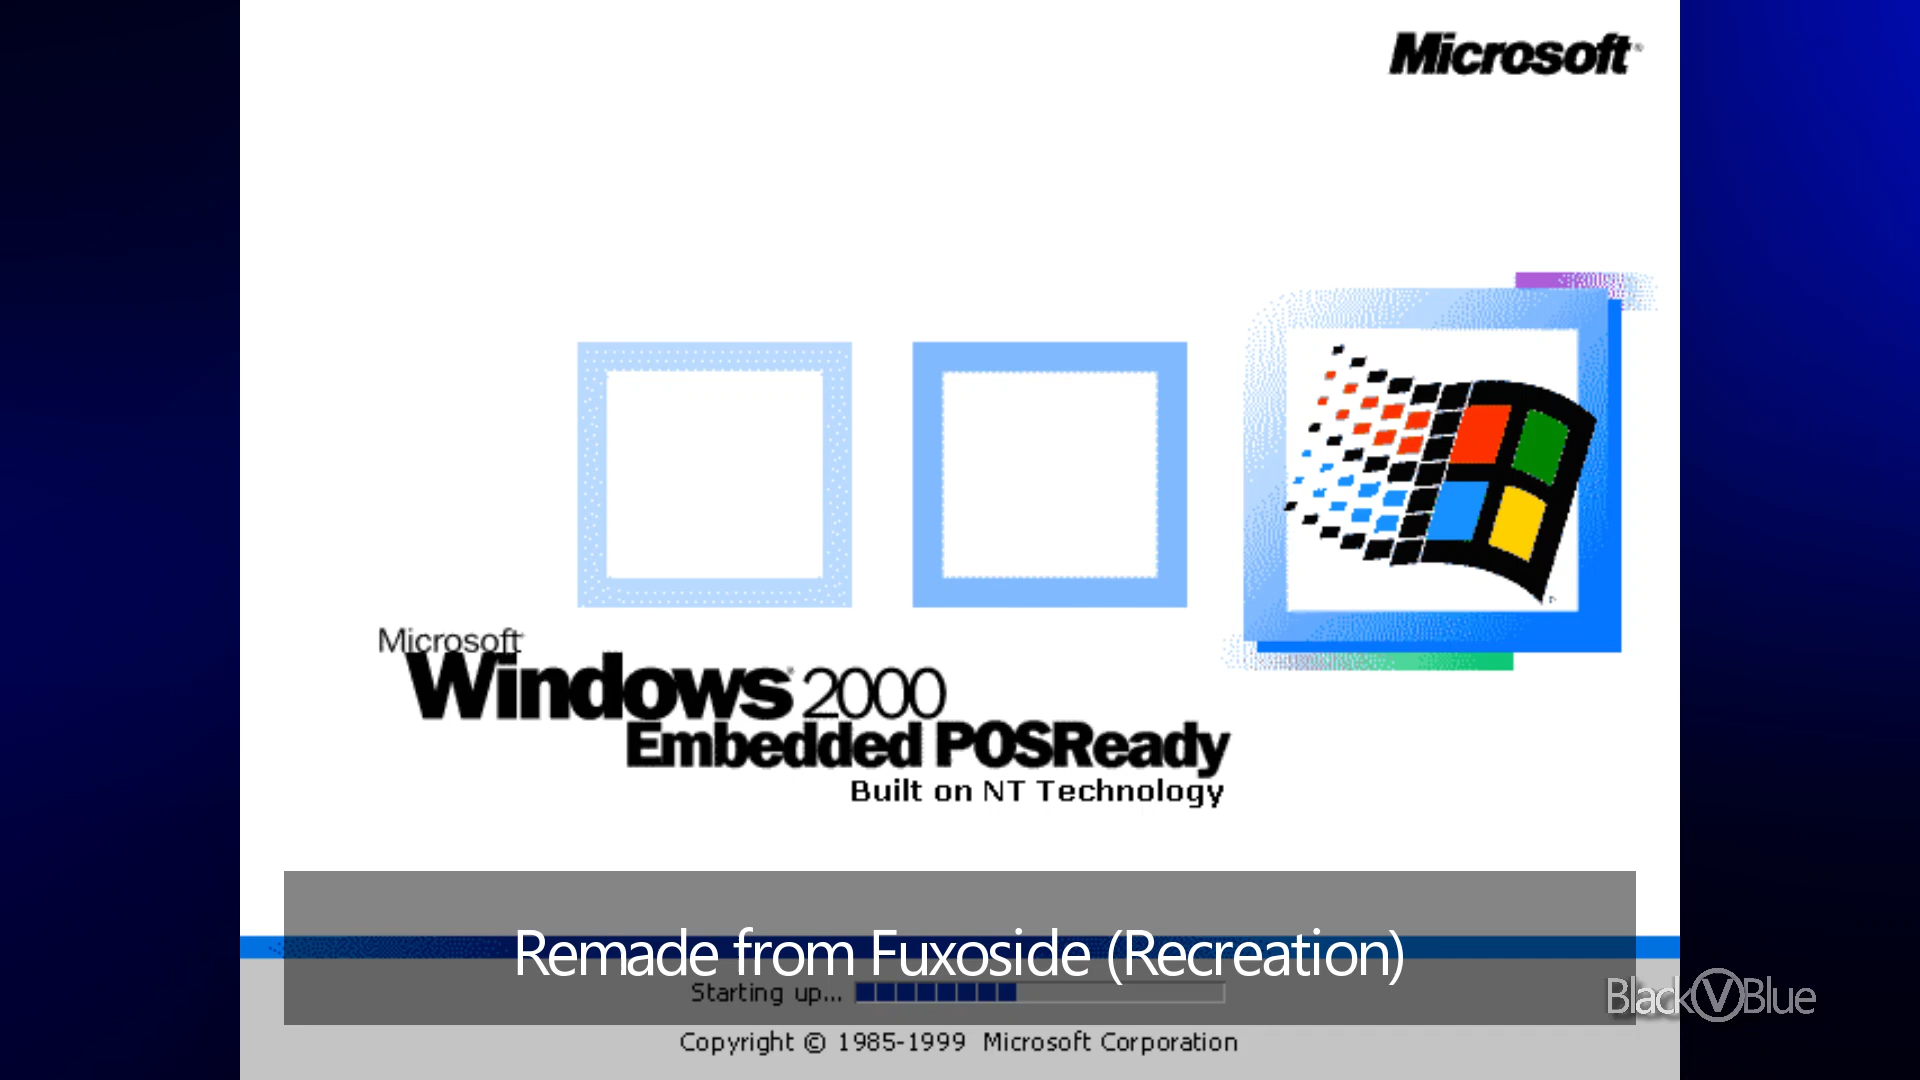 Microsoft®
Microsoft
Windows® 2000
Embedded POSReady
Built on NT Technology
Remade from Fuxoside (Recreation)
Starting up...
BlackVBlue
Copyright © 1985-1999 Microsoft Corporation